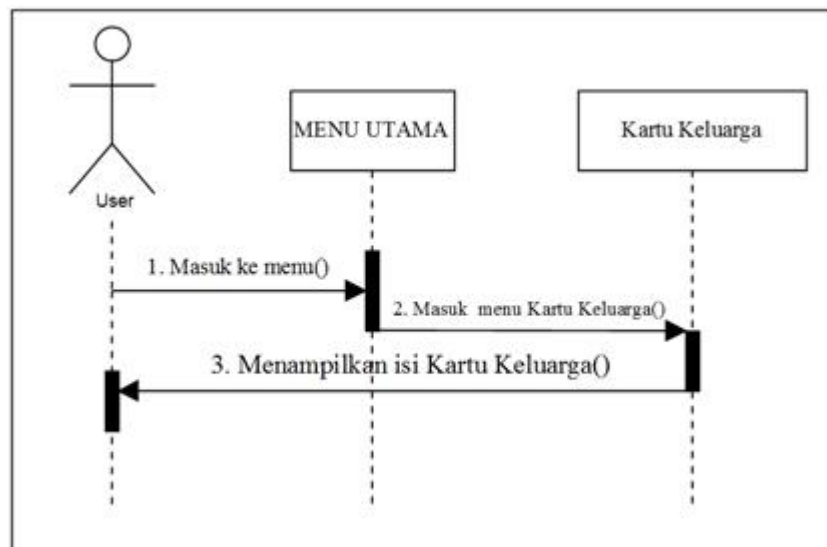 MENU UTAMA
Kartu Keluarga
User
1. Masuk ke menu()
2. Masuk menu Kartu Keluarga()
3. Menampilkan isi Kartu Keluarga()